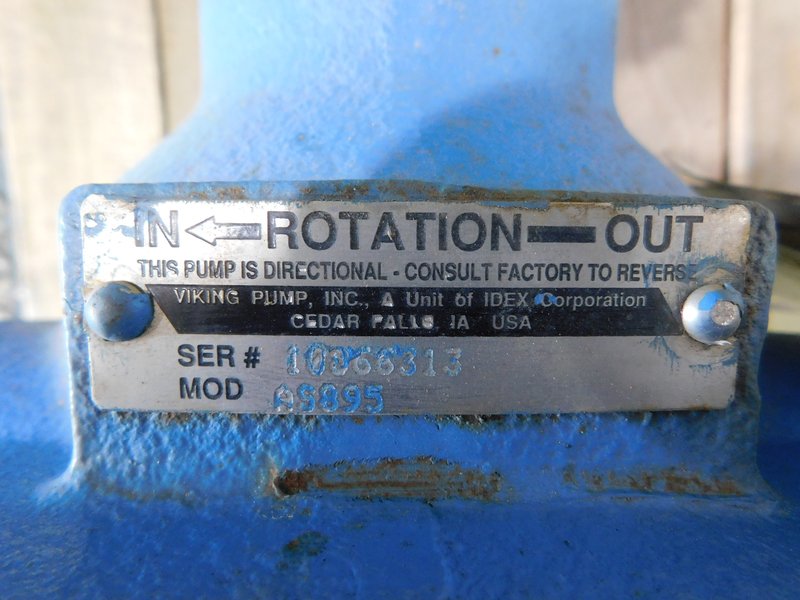 IN ← ROTATION — OUT
THIS PUMP IS DIRECTIONAL - CONSULT FACTORY TO REVERSE
VIKING PUMP, INC., A Unit of IDEX Corporation
CEDAR FALLS, IA USA
SER # 10866313
MOD AS895